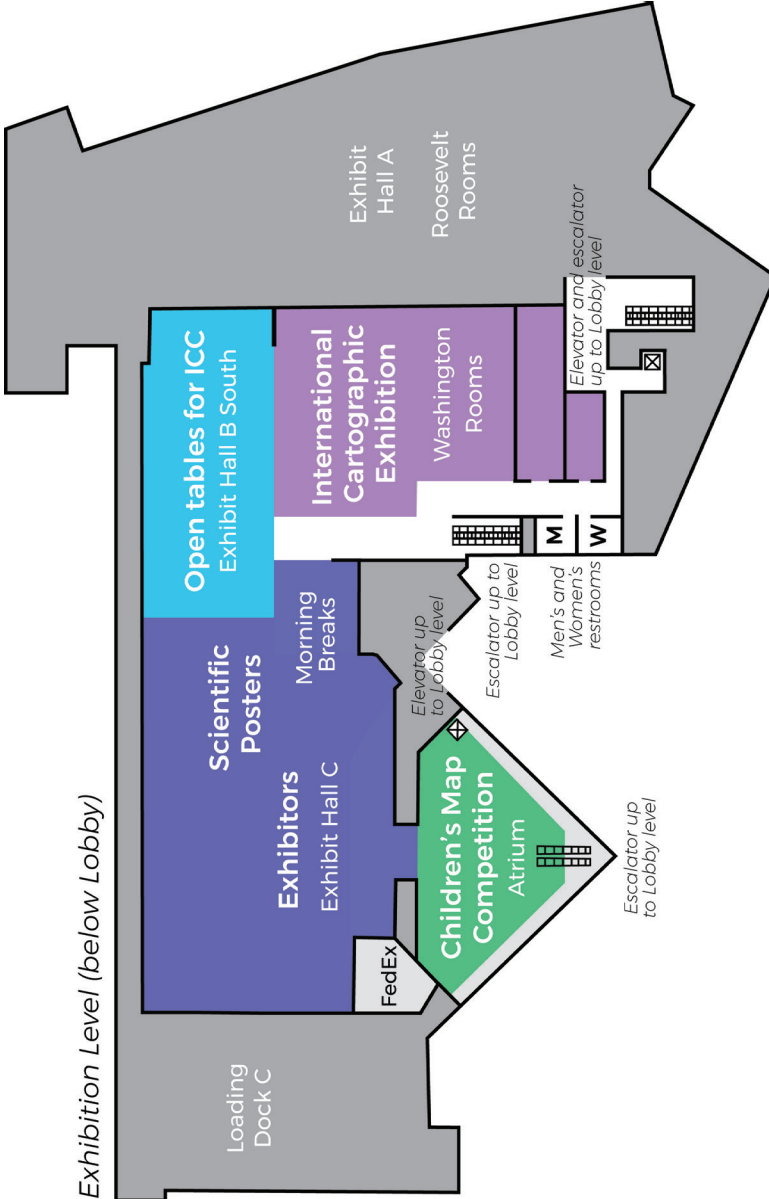 Exhibition Level (below Lobby)
Loading
Dock C
Scientific
Posters
Exhibitors
Exhibit Hall C
Morning
Breaks
Open tables for ICC
Exhibit Hall B South
International
Cartographic
Exhibition
Washington
Rooms
Exhibit
Hall A
Roosevelt
Rooms
FedEx
Children's Map
Competition
Atrium
Elevator up
to Lobby level
Escalator up to
Lobby level
M
W
Men's and
Women's
restrooms
Elevator and escalator
up to Lobby level
Escalator up
to Lobby level